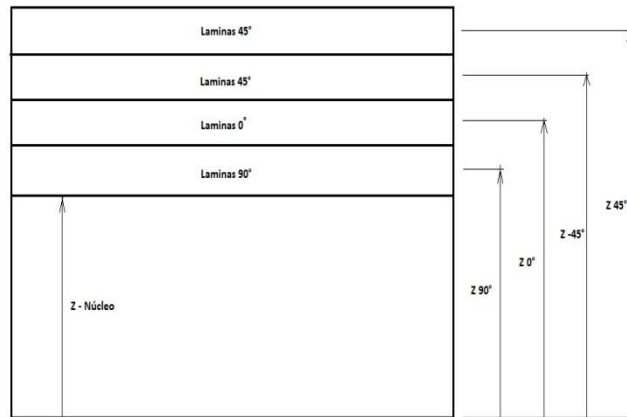 Laminas 45°
Laminas 45°
Laminas 0°
Laminas 90°
Z 45°
Z -45°
Z 0°
Z 90°
Z - Núcleo